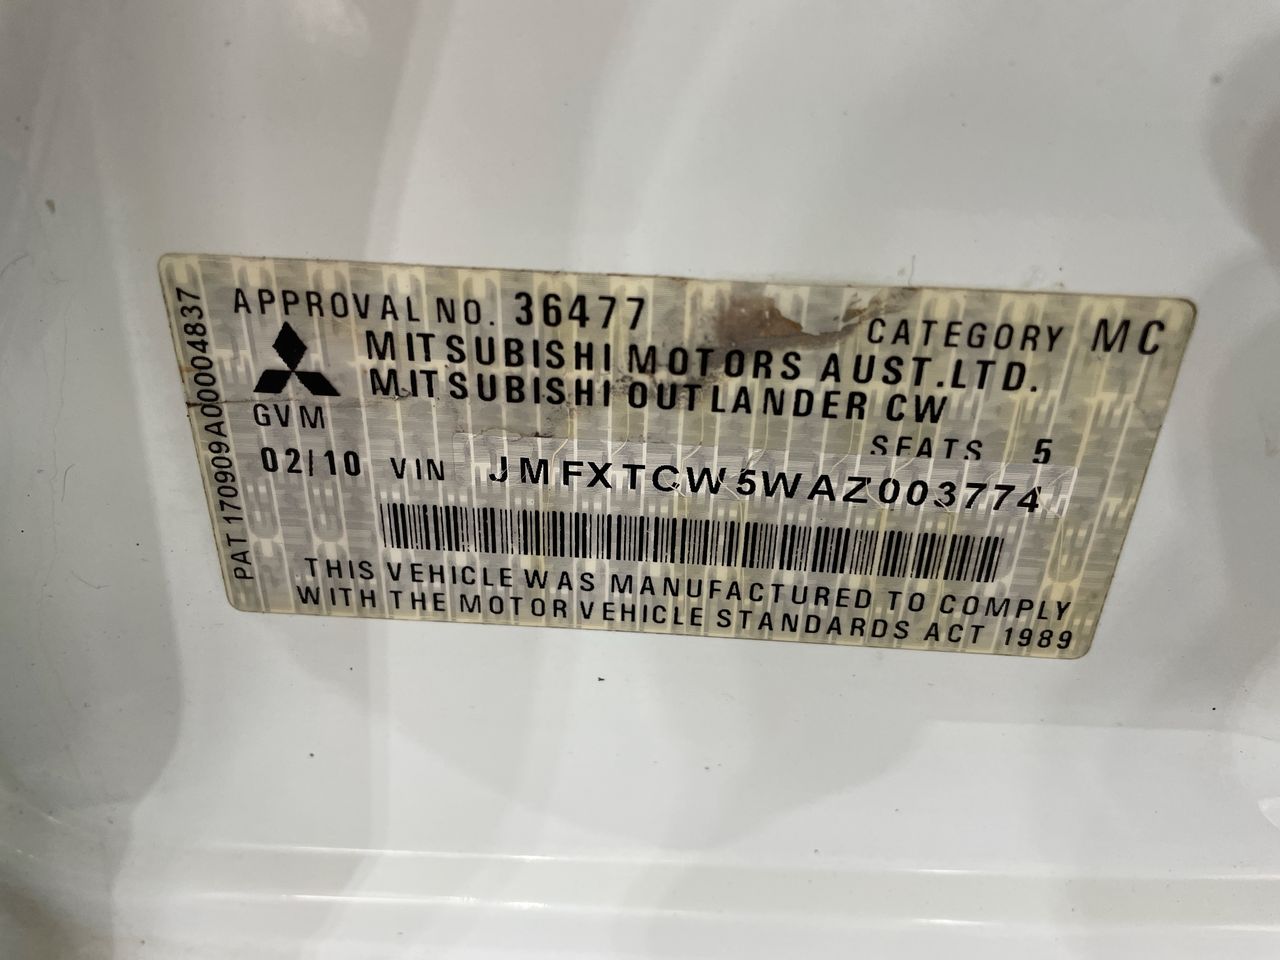 APPROVAL NO. 36477
CATEGORY MC
MITSUBISHI MOTORS AUST.LTD.
MITSUBISHI OUTLANDER CW
GVM
SEATS 5
02/10 VIN JMFXTCW5WAZ003774
THIS VEHICLE WAS MANUFACTURED TO COMPLY
WITH THE MOTOR VEHICLE STANDARDS ACT 1989
PAT 170909A00004837